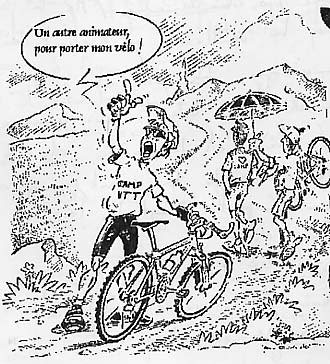 Un autre animateur,
pour porter mon vélo !
CAMP
VTT